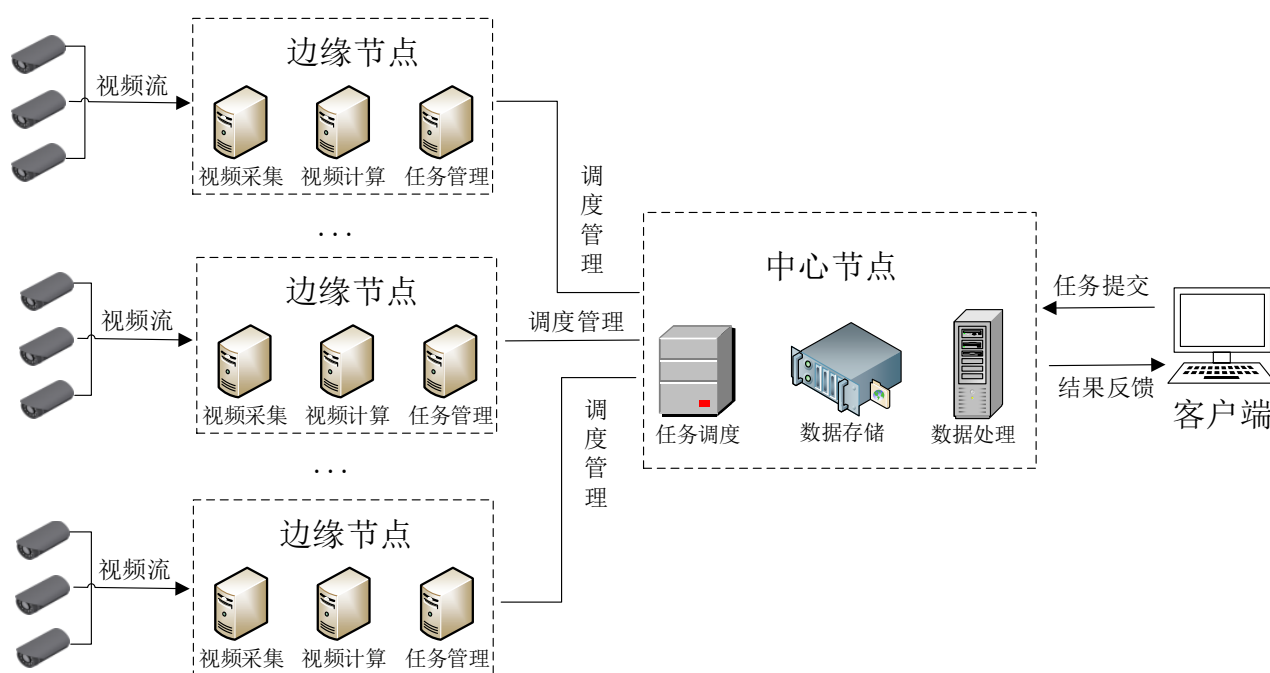 边缘节点
视频流
视频采集 视频计算 任务管理
调度管理
...
边缘节点
视频流
视频采集 视频计算 任务管理
调度管理
...
边缘节点
视频流
视频采集 视频计算 任务管理
调度管理
中心节点
任务调度 数据存储 数据处理
任务提交
结果反馈
客户端